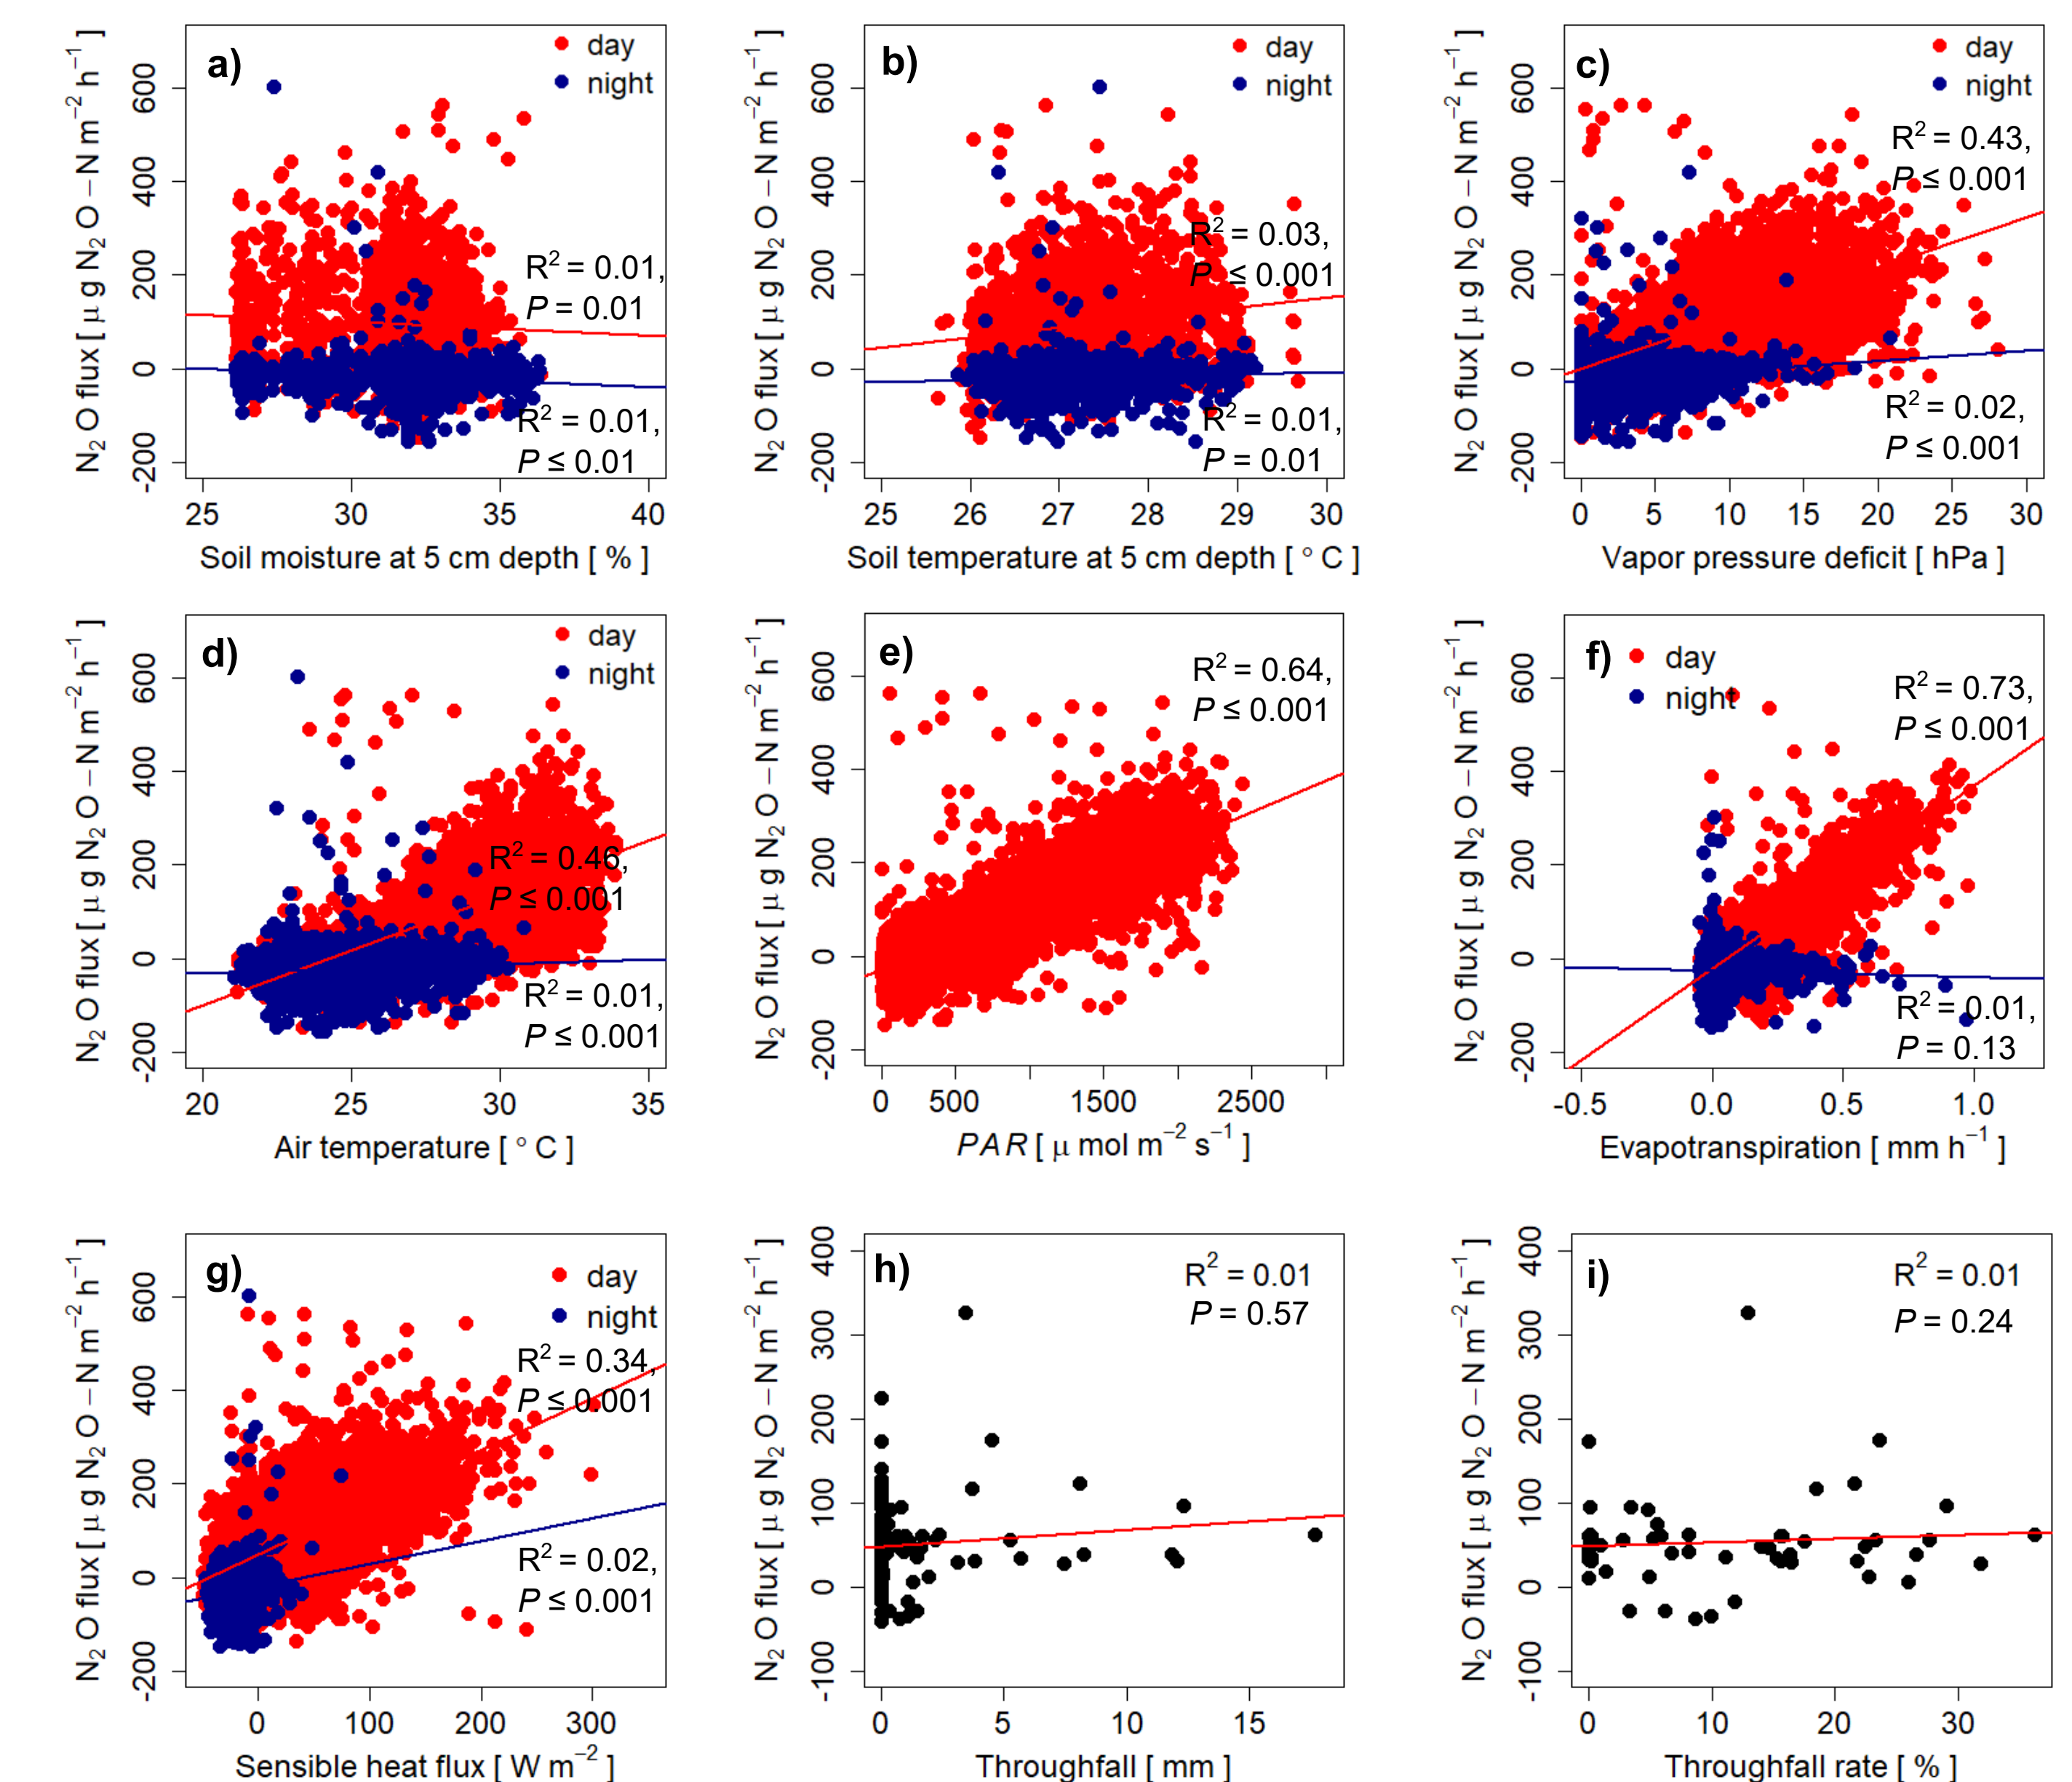 a)
day
night
N₂O flux [ μ g N₂O −N m⁻² h⁻¹ ]
600
400
200
0
-200
R² = 0.01,
P = 0.01
R² = 0.01,
P ≤ 0.01
25 30 35 40
Soil moisture at 5 cm depth [ % ]
b)
day
night
N₂O flux [ μ g N₂O −N m⁻² h⁻¹ ]
600
400
200
0
-200
R² = 0.03,
P ≤ 0.001
R² = 0.01,
P = 0.01
25 26 27 28 29 30
Soil temperature at 5 cm depth [ ° C ]
c)
day
night
N₂O flux [ μ g N₂O −N m⁻² h⁻¹ ]
600
400
200
0
-200
R² = 0.43,
P ≤ 0.001
R² = 0.02,
P ≤ 0.001
0 5 10 15 20 25 30
Vapor pressure deficit [ hPa ]
d)
day
night
N₂O flux [ μ g N₂O −N m⁻² h⁻¹ ]
600
400
200
0
-200
R² = 0.46,
P ≤ 0.001
R² = 0.01,
P ≤ 0.001
20 25 30 35
Air temperature [ ° C ]
e)
N₂O flux [ μ g N₂O −N m⁻² h⁻¹ ]
600
400
200
0
-200
R² = 0.64,
P ≤ 0.001
0 500 1500 2500
PAR [ μ mol m⁻² s⁻¹ ]
f)
day
night
N₂O flux [ μ g N₂O −N m⁻² h⁻¹ ]
600
400
200
0
-200
R² = 0.73,
P ≤ 0.001
R² = 0.01,
P = 0.13
-0.5 0.0 0.5 1.0
Evapotranspiration [ mm h⁻¹ ]
g)
day
night
N₂O flux [ μ g N₂O −N m⁻² h⁻¹ ]
600
400
200
0
-200
R² = 0.34,
P ≤ 0.001
R² = 0.02,
P ≤ 0.001
0 100 200 300
Sensible heat flux [ W m⁻² ]
h)
N₂O flux [ μ g N₂O −N m⁻² h⁻¹ ]
400
300
200
100
0
-100
R² = 0.01
P = 0.57
0 5 10 15
Throughfall [ mm ]
i)
N₂O flux [ μ g N₂O −N m⁻² h⁻¹ ]
400
300
200
100
0
-100
R² = 0.01
P = 0.24
0 10 20 30
Throughfall rate [ % ]